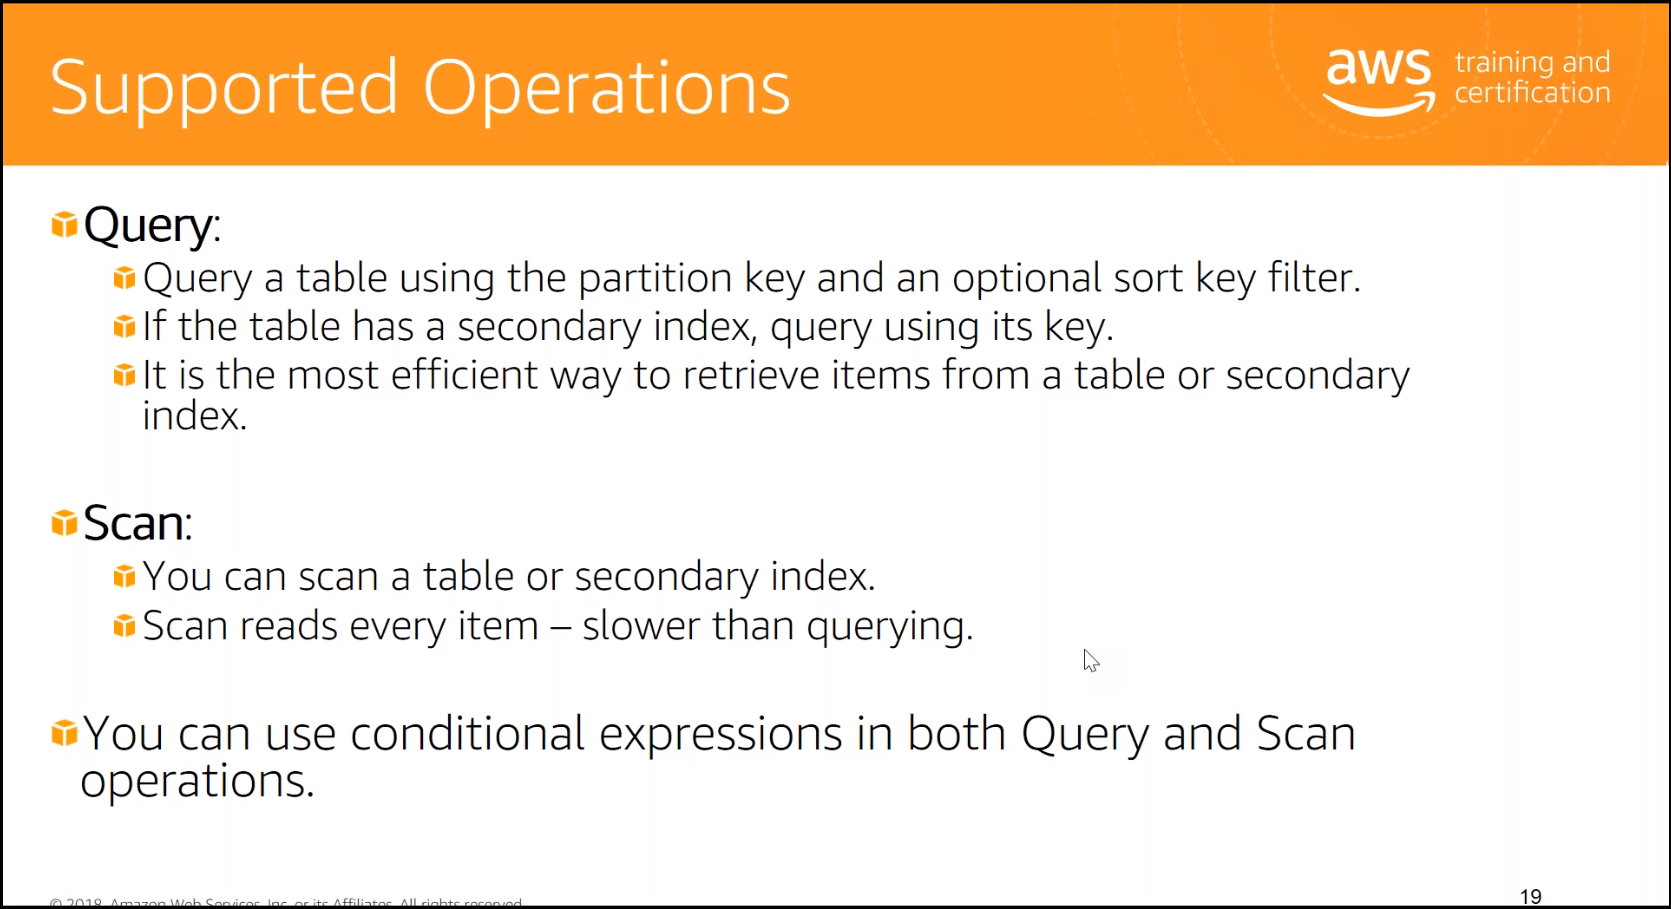 Supported Operations
aws training and
certification
Query:
Query a table using the partition key and an optional sort key filter.
If the table has a secondary index, query using its key.
It is the most efficient way to retrieve items from a table or secondary
index.
Scan:
You can scan a table or secondary index.
Scan reads every item – slower than querying.
You can use conditional expressions in both Query and Scan
operations.
© 2018, Amazon Web Services, Inc. or its Affiliates. All rights reserved.
19